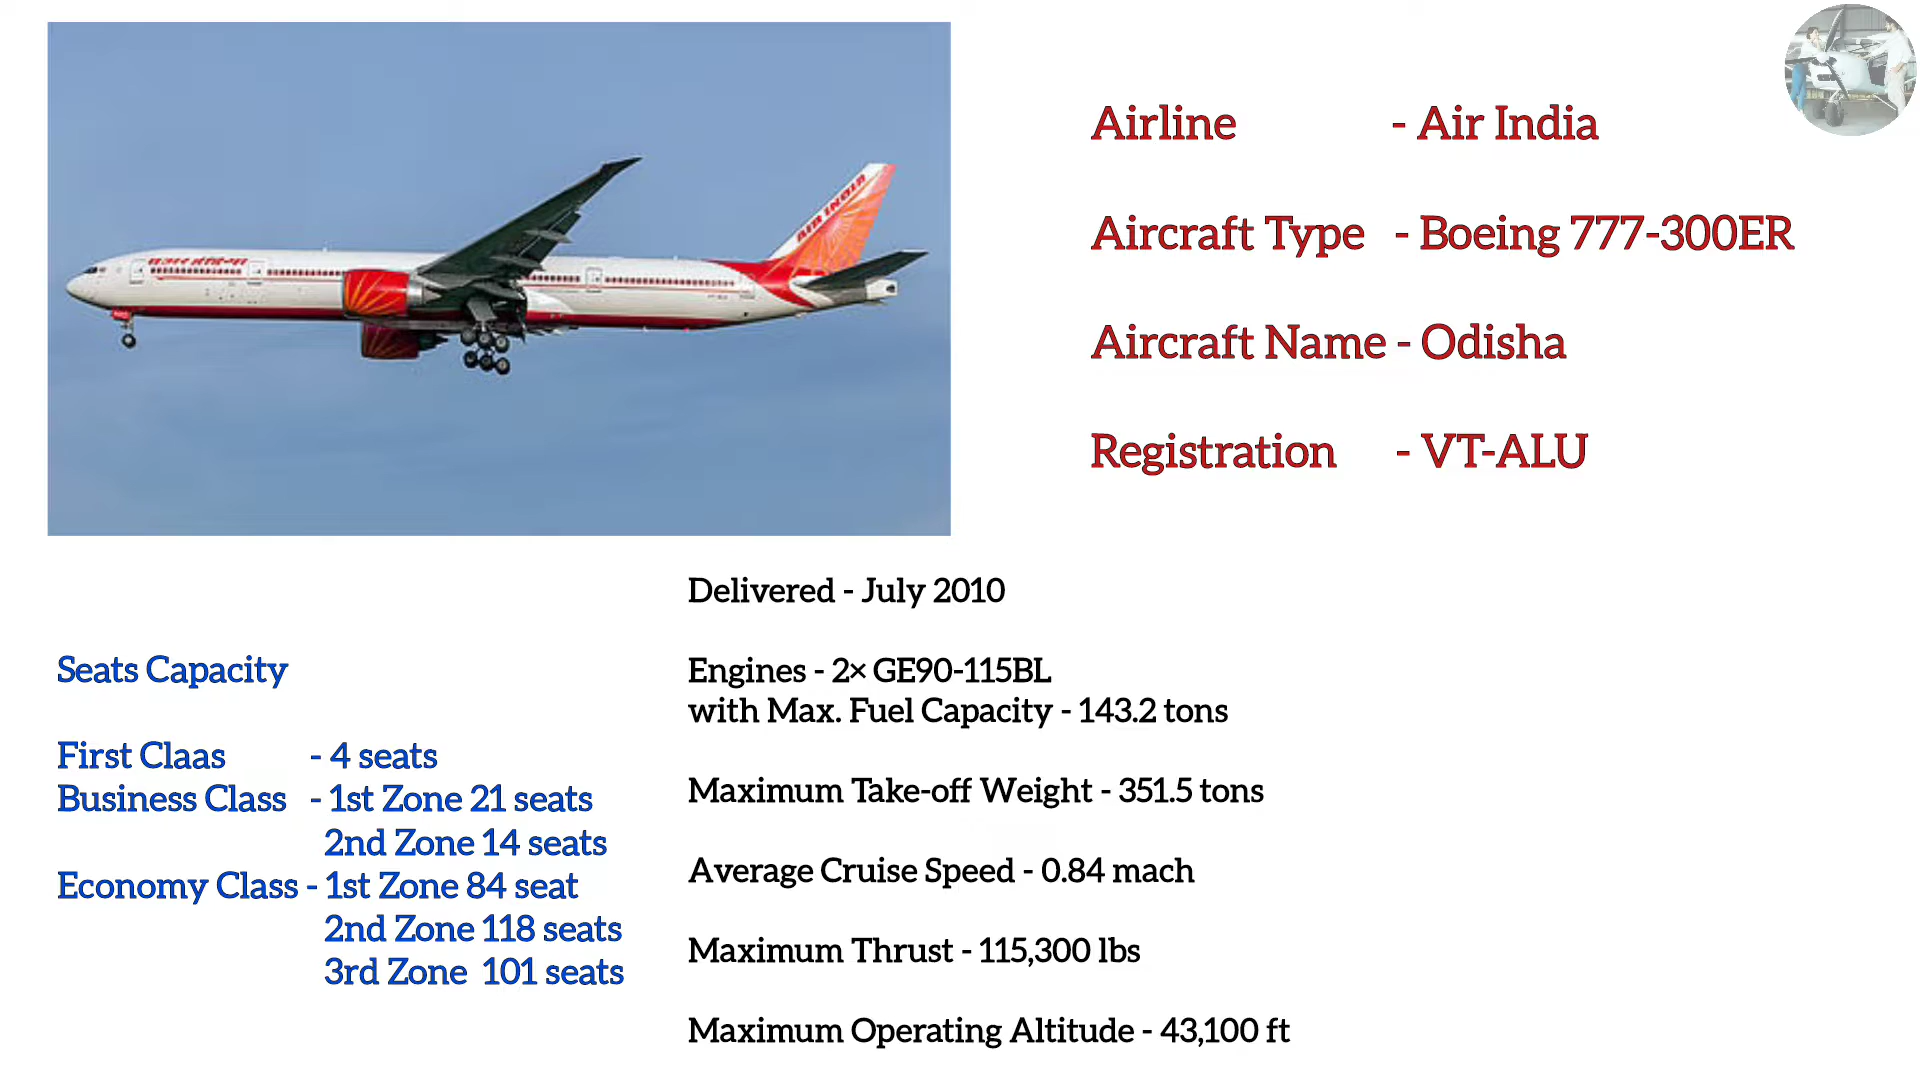 एअर इंडिया
AIR INDIA
Airline - Air India
Aircraft Type - Boeing 777-300ER
Aircraft Name - Odisha
Registration - VT-ALU
Seats Capacity
First Claas - 4 seats
Business Class - 1st Zone 21 seats
2nd Zone 14 seats
Economy Class - 1st Zone 84 seat
2nd Zone 118 seats
3rd Zone 101 seats
Delivered - July 2010
Engines - 2× GE90-115BL
with Max. Fuel Capacity - 143.2 tons
Maximum Take-off Weight - 351.5 tons
Average Cruise Speed - 0.84 mach
Maximum Thrust - 115,300 lbs
Maximum Operating Altitude - 43,100 ft